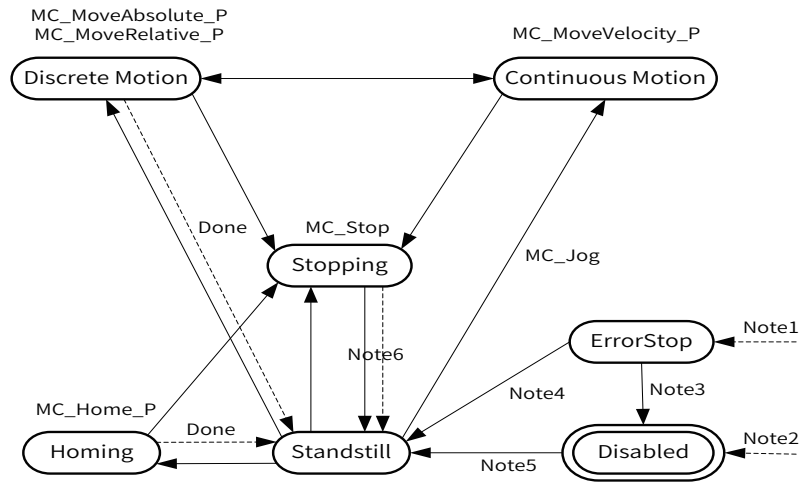 MC_MoveAbsolute_P
MC_MoveRelative_P
MC_MoveVelocity_P
Discrete Motion
Continuous Motion
Done
MC_Stop
Stopping
MC_Jog
Note1
ErrorStop
Note6
Note4
Note3
MC_Home_P
Done
Note2
Homing
Standstill
Disabled
Note5